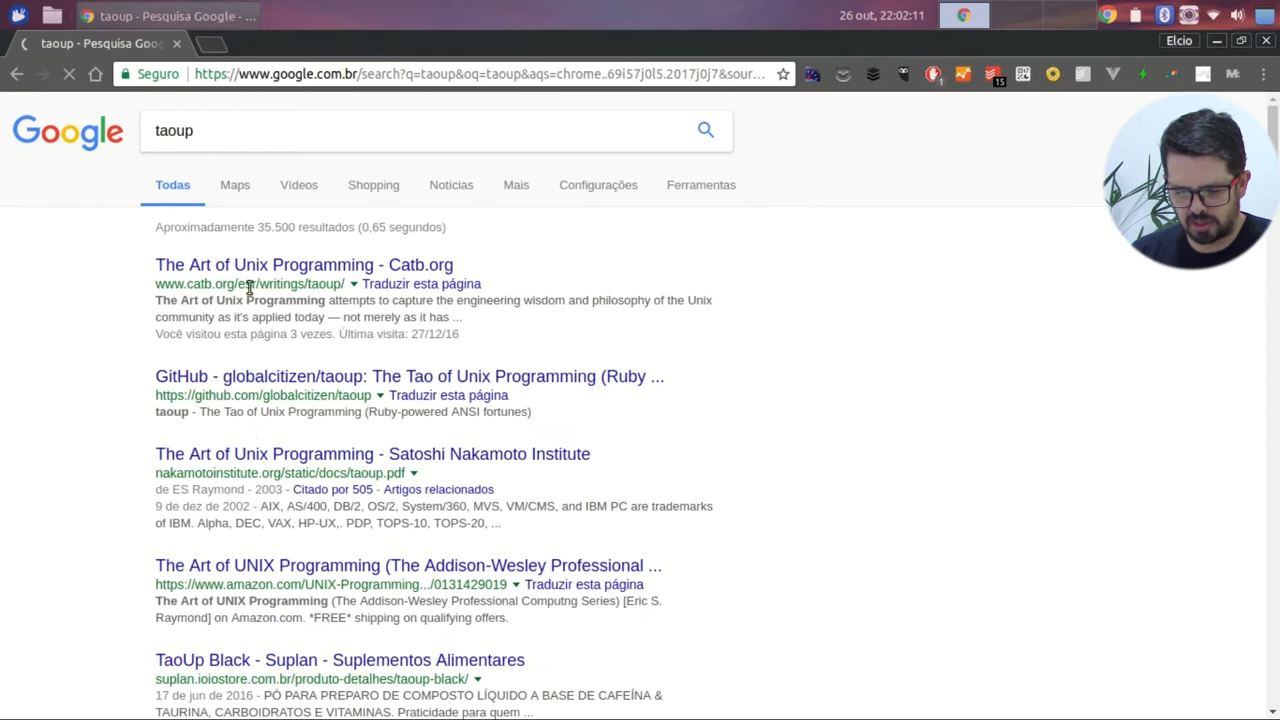 taoup - Pesquisa Google - ...
26 out, 22:02:11
taoup - Pesquisa Goo
Elcio
Seguro
https://www.google.com.br/search?q=taoup&oq=taoup&aqs=chrome..69i57j0l5.2017j0j7&sour...
15
Google
taoup
Todas
Maps
Vídeos
Shopping
Notícias
Mais
Configurações
Ferramentas
Aproximadamente 35.500 resultados (0,65 segundos)
The Art of Unix Programming - Catb.org
www.catb.org/esr/writings/taoup/ Traduzir esta página
The Art of Unix Programming attempts to capture the engineering wisdom and philosophy of the Unix
community as it's applied today — not merely as it has ...
Você visitou esta página 3 vezes. Última visita: 27/12/16
GitHub - globalcitizen/taoup: The Tao of Unix Programming (Ruby ...
https://github.com/globalcitizen/taoup Traduzir esta página
taoup - The Tao of Unix Programming (Ruby-powered ANSI fortunes)
The Art of Unix Programming - Satoshi Nakamoto Institute
nakamotoinstitute.org/static/docs/taoup.pdf
de ES Raymond - 2003 - Citado por 505 - Artigos relacionados
9 de dez de 2002 - AIX, AS/400, DB/2, OS/2, System/360, MVS, VM/CMS, and IBM PC are trademarks
of IBM. Alpha, DEC, VAX, HP-UX,. PDP, TOPS-10, TOPS-20, ...
The Art of UNIX Programming (The Addison-Wesley Professional ...
https://www.amazon.com/UNIX-Programming.../0131429019 Traduzir esta página
The Art of UNIX Programming (The Addison-Wesley Professional Computng Series) [Eric S.
Raymond] on Amazon.com. *FREE* shipping on qualifying offers.
TaoUp Black - Suplan - Suplementos Alimentares
suplan.ioiostore.com.br/produto-detalhes/taoup-black/
17 de jun de 2016 - PÓ PARA PREPARO DE COMPOSTO LÍQUIDO A BASE DE CAFEÍNA &
TAURINA, CARBOIDRATOS E VITAMINAS. Praticidade para quem ...